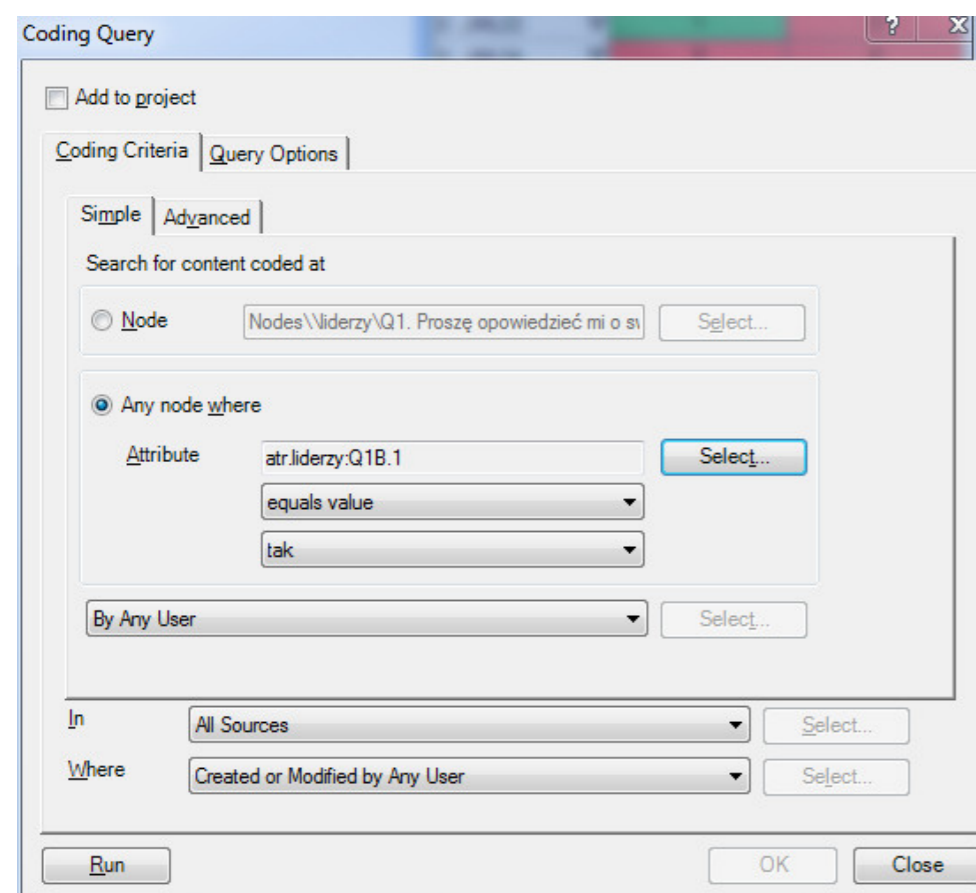 Coding Query
? X
Add to project
Coding Criteria Query Options
Simple Advanced
Search for content coded at
Node Nodes\\liderzy\Q1. Proszę opowiedzieć mi o Select...
Any node where
Attribute atr.liderzy:Q1B.1 Select...
equals value
tak
By Any User Select...
In All Sources Select...
Where Created or Modified by Any User Select...
Run OK Close